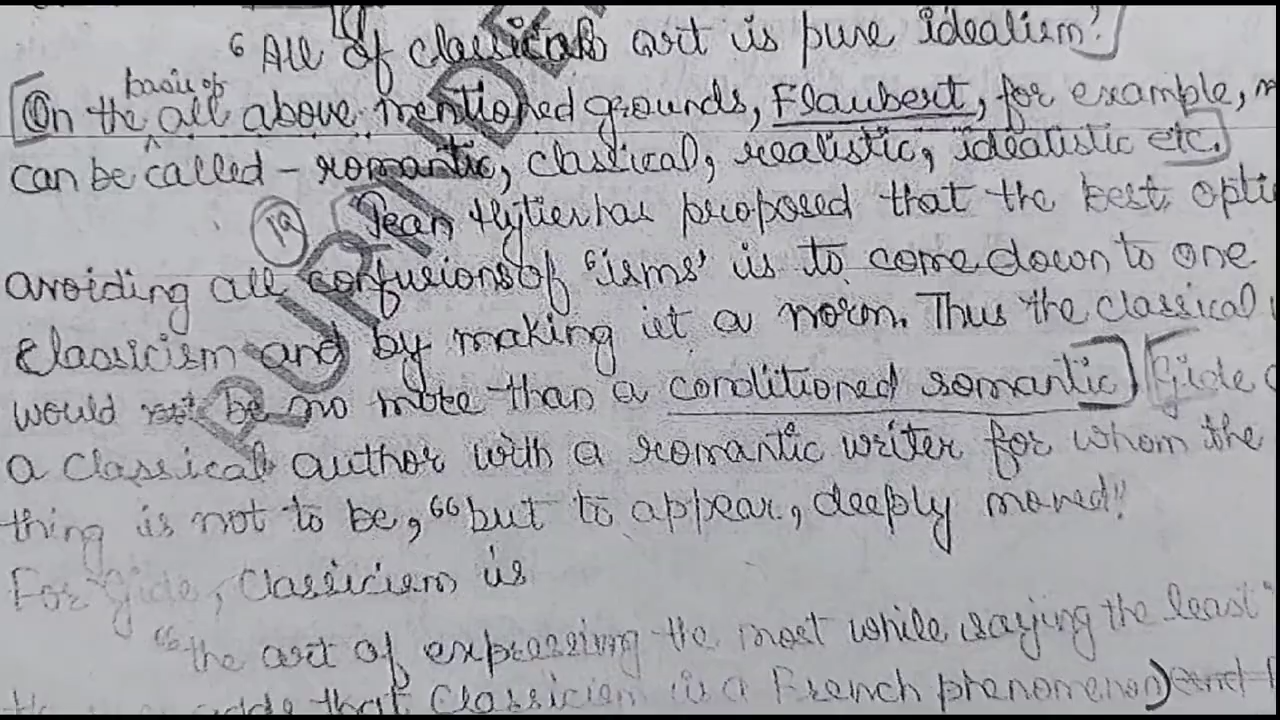 'All of classical art is pure idealism.'
basis of
On the all above mentioned grounds, Flaubert, for example,
can be called - romantic, classical, realistic, idealistic etc.
19 Jean Hytier has proposed that the best
avoiding all confusions of 'isms' is to come down to one
classicism and by making it a norm. Thus the classical
would be no more than a conditioned romantic Gide
a classical author with a romantic writer for whom the
thing is not to be, "but to appear, deeply moved!!
For Gide, classicism is
"the art of expressing the most while saying the least"
that classicism is a French phenomenon)